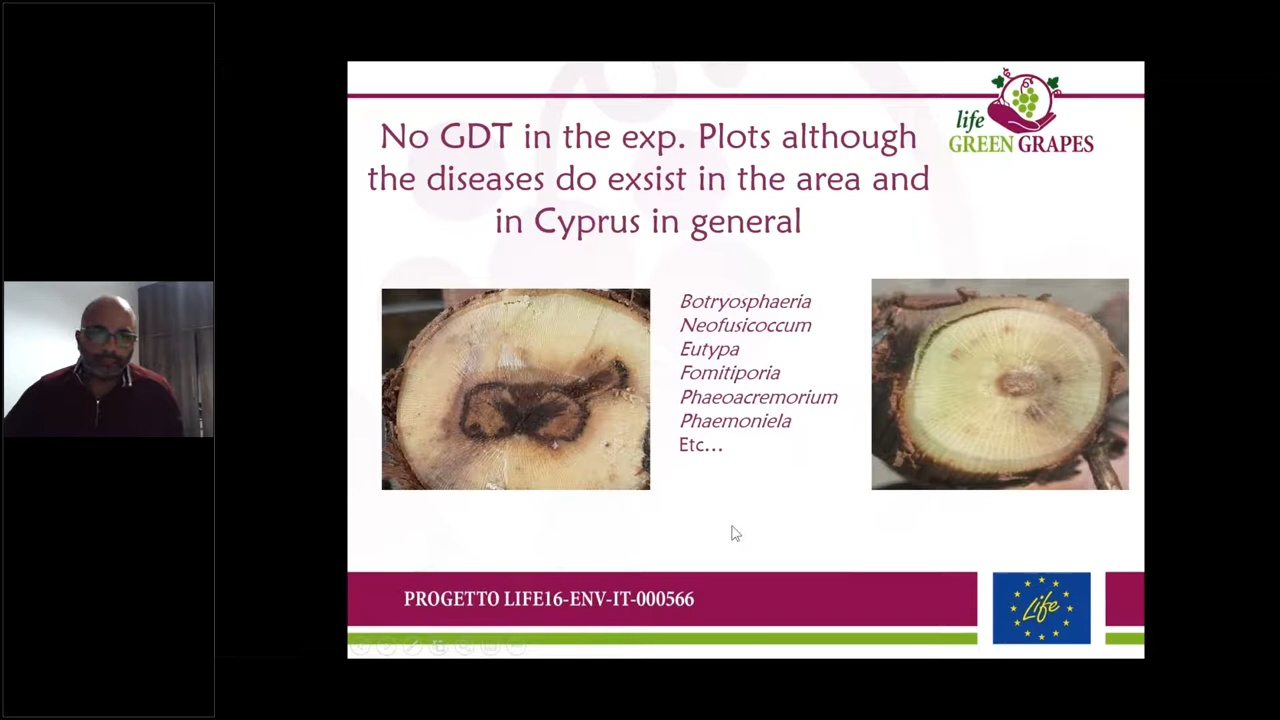 life
GREEN GRAPES
No GDT in the exp. Plots although
the diseases do exsist in the area and
in Cyprus in general
Botryosphaeria
Neofusicoccum
Eutypa
Fomitiporia
Phaeoacremorium
Phaemoniela
Etc…
PROGETTO LIFE16-ENV-IT-000566
Life